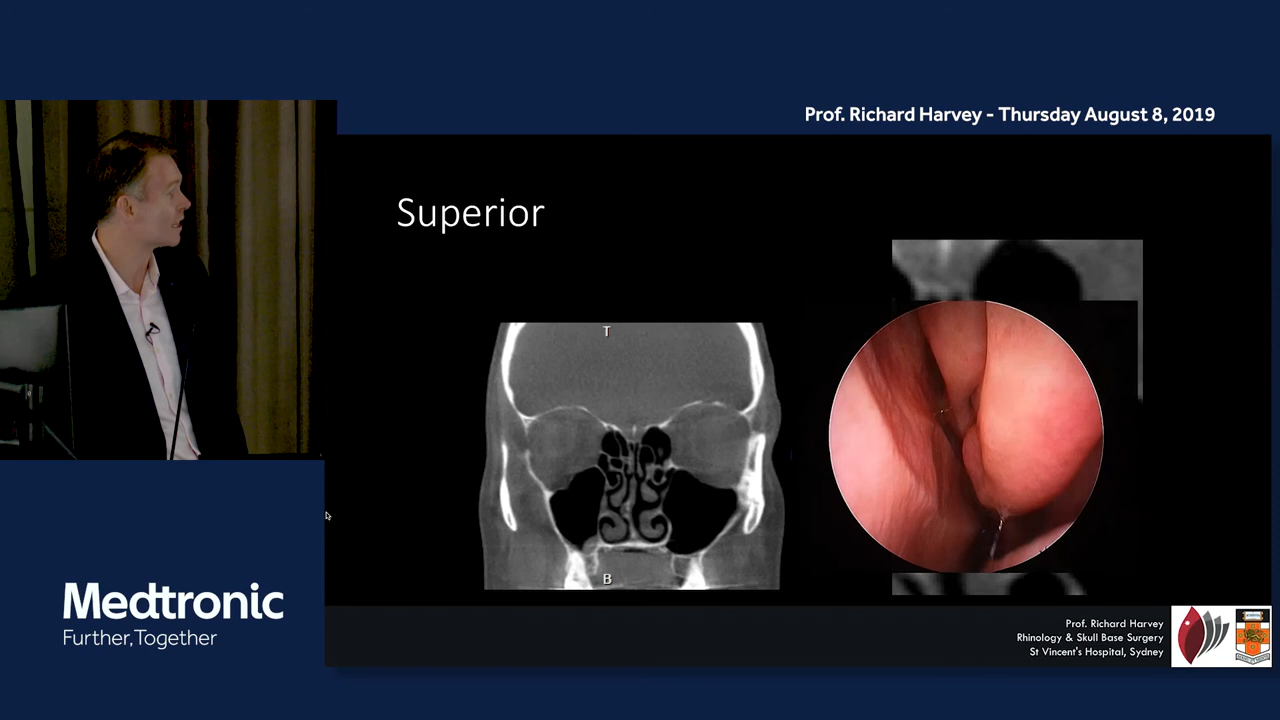 Prof. Richard Harvey - Thursday August 8, 2019
Superior
T
B
Medtronic
Further,Together
Prof. Richard Harvey
Rhinology & Skull Base Surgery
St Vincent's Hospital, Sydney